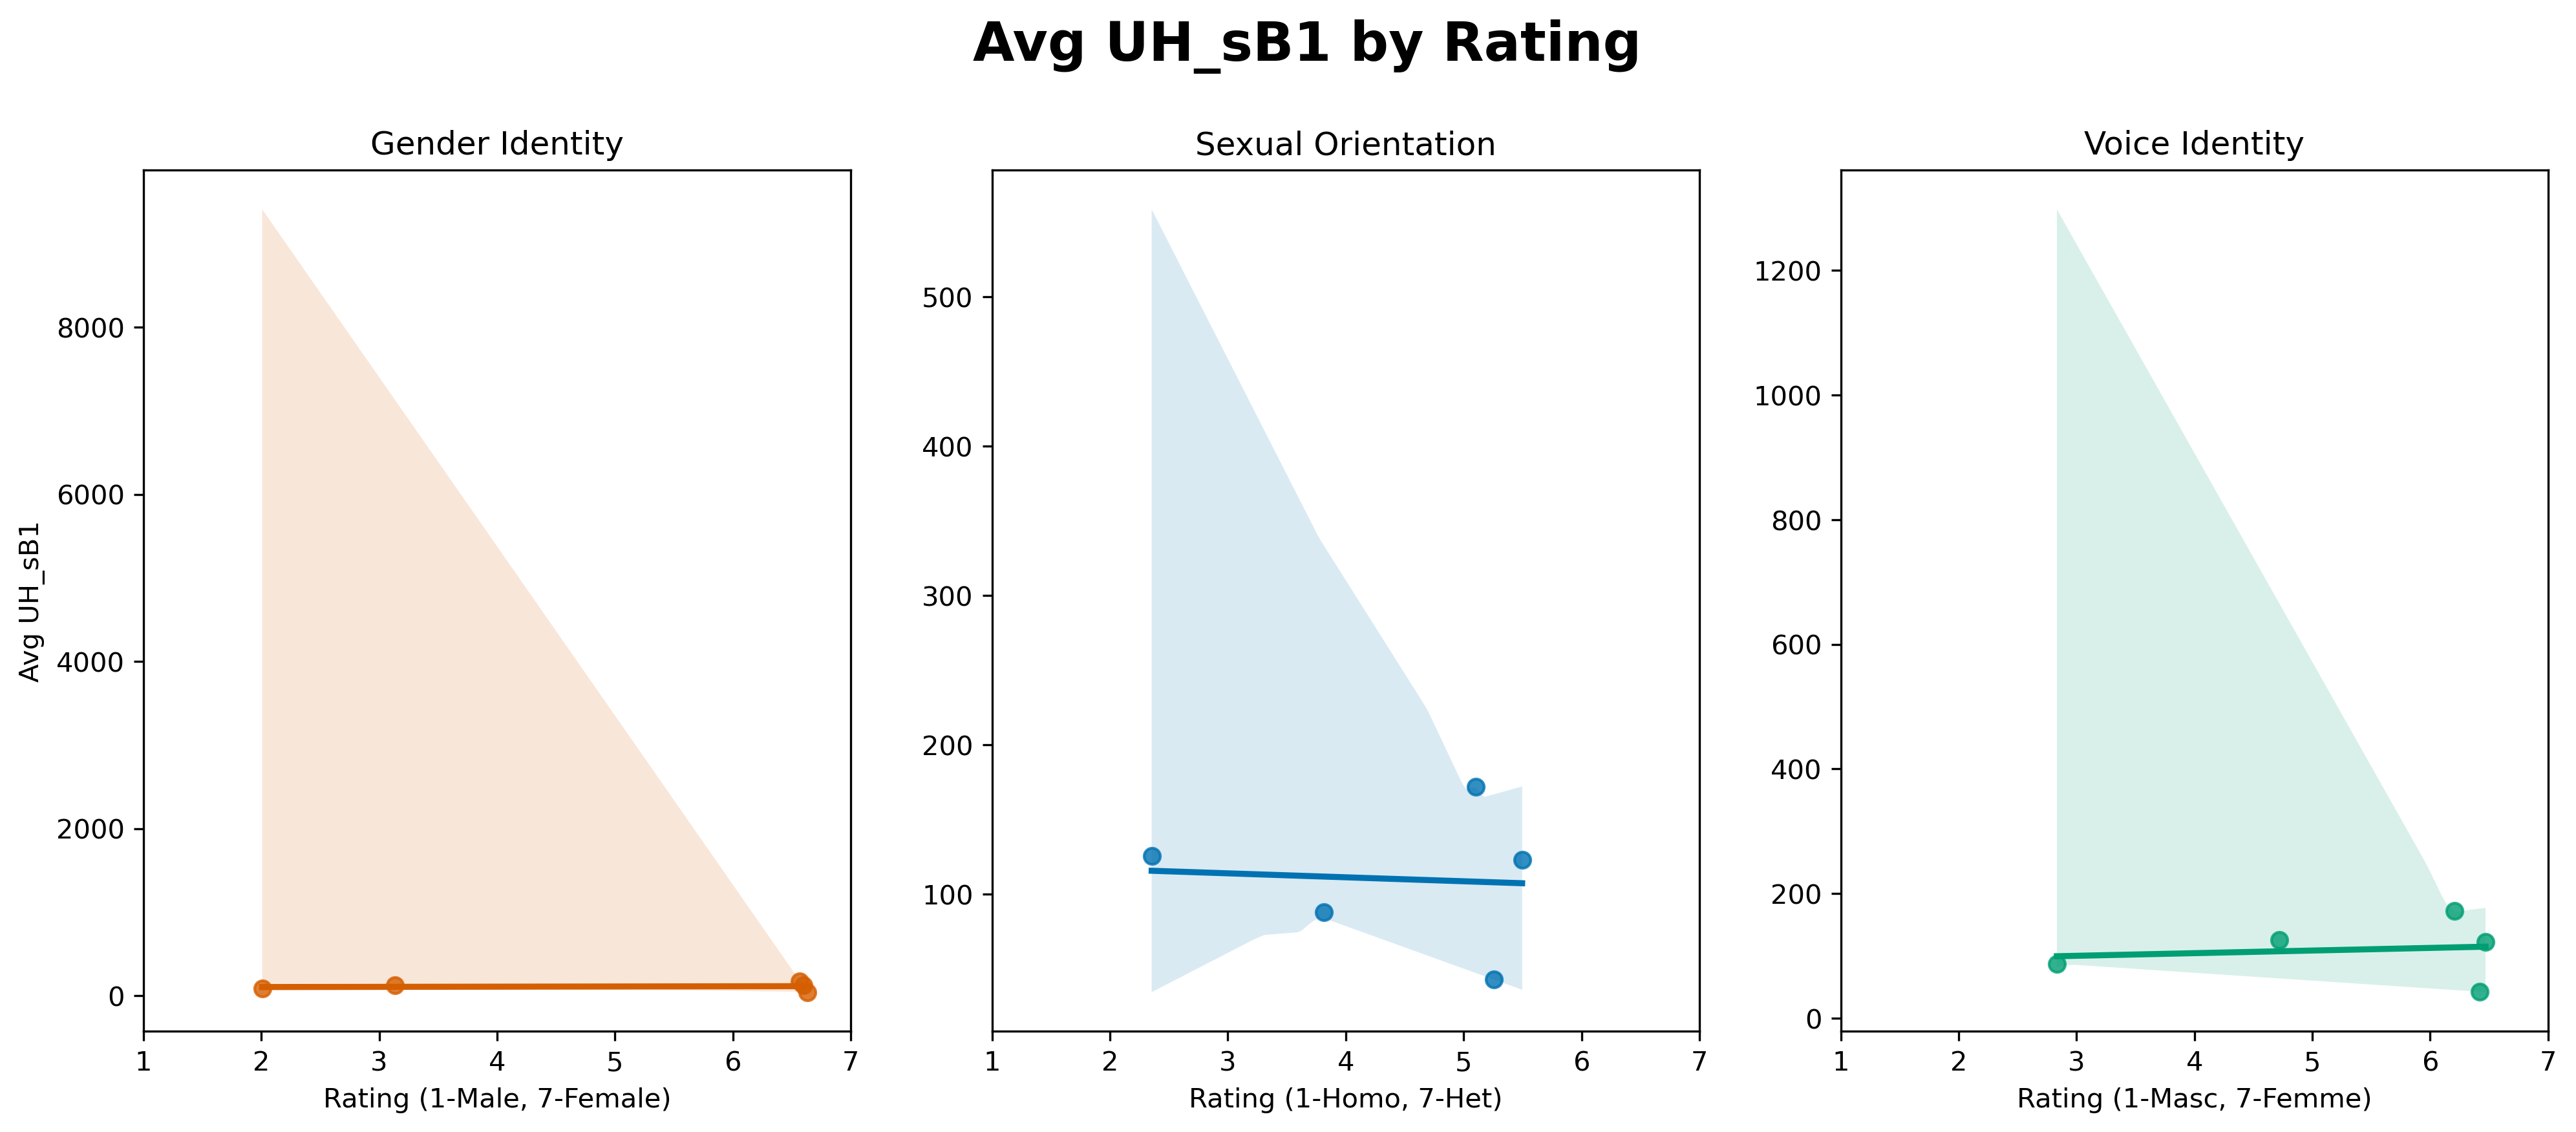 Avg UH_sB1 by Rating
Gender Identity
Sexual Orientation
Voice Identity
Avg UH_sB1
8000
6000
4000
2000
0
1 2 3 4 5 6 7
Rating (1-Male, 7-Female)
500
400
300
200
100
1 2 3 4 5 6 7
Rating (1-Homo, 7-Het)
1200
1000
800
600
400
200
0
1 2 3 4 5 6 7
Rating (1-Masc, 7-Femme)